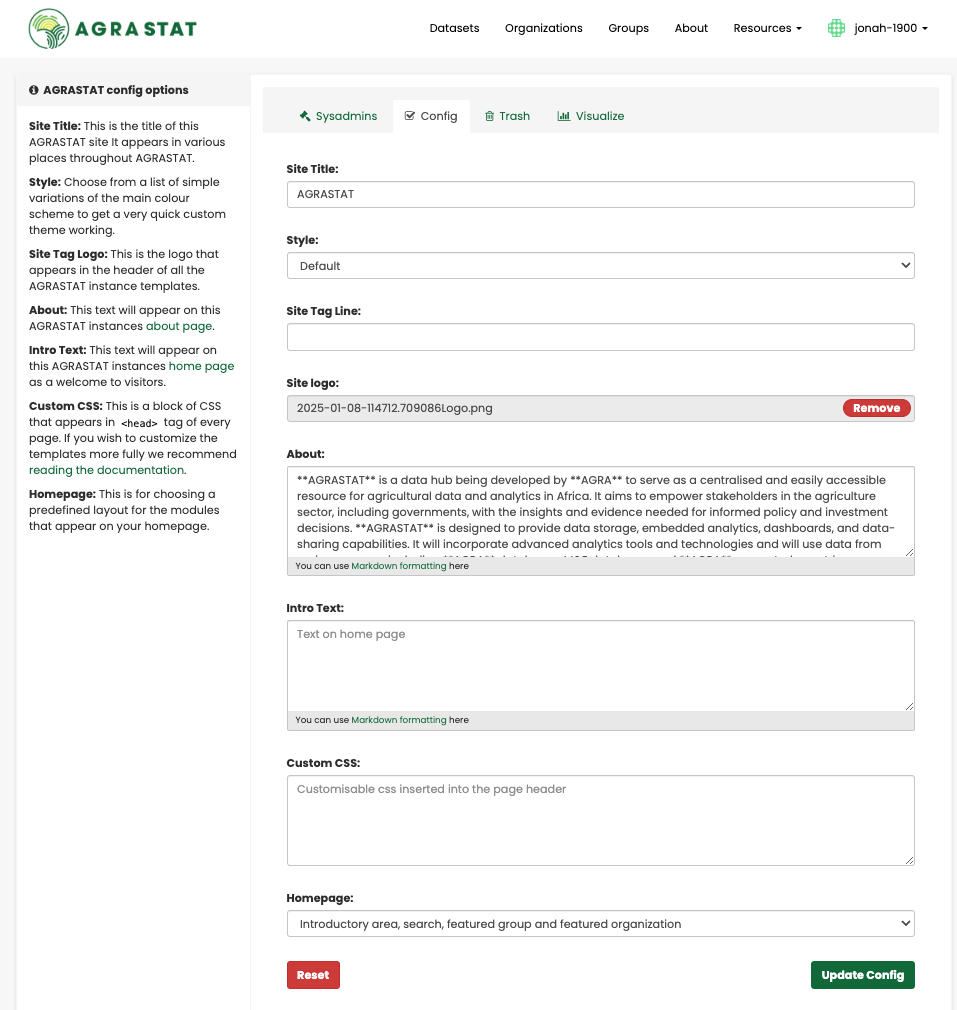 AGRASTAT
Datasets Organizations Groups About Resources jonah-1900
AGRASTAT config options
Site Title: This is the title of this
AGRASTAT site It appears in various
places throughout AGRASTAT.
Style: Choose from a list of simple
variations of the main colour
scheme to get a very quick custom
theme working.
Site Tag Logo: This is the logo that
appears in the header of all the
AGRASTAT instance templates.
About: This text will appear on this
AGRASTAT instances about page.
Intro Text: This text will appear on
this AGRASTAT instances home page
as a welcome to visitors.
Custom CSS: This is a block of CSS
that appears in <head> tag of every
page. If you wish to customize the
templates more fully we recommend
reading the documentation.
Homepage: This is for choosing a
predefined layout for the modules
that appear on your homepage.
Sysadmins Config Trash Visualize
Site Title:
AGRASTAT
Style:
Default
Site Tag Line:
Site logo:
2025-01-08-114712.709086Logo.png Remove
About:
**AGRASTAT** is a data hub being developed by **AGRA** to serve as a centralised and easily accessible
resource for agricultural data and analytics in Africa. It aims to empower stakeholders in the agriculture
sector, including governments, with the insights and evidence needed for informed policy and investment
decisions. **AGRASTAT** is designed to provide data storage, embedded analytics, dashboards, and data-
sharing capabilities. It will incorporate advanced analytics tools and technologies and will use data from
You can use Markdown formatting here
Intro Text:
Text on home page
You can use Markdown formatting here
Custom CSS:
Customisable css inserted into the page header
Homepage:
Introductory area, search, featured group and featured organization
Reset Update Config